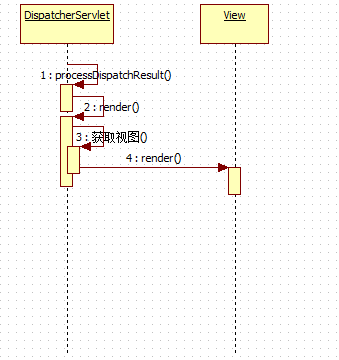 DispatcherServlet
View
1 : processDispatchResult()
2 : render()
3 : 获取视图()
4 : render()